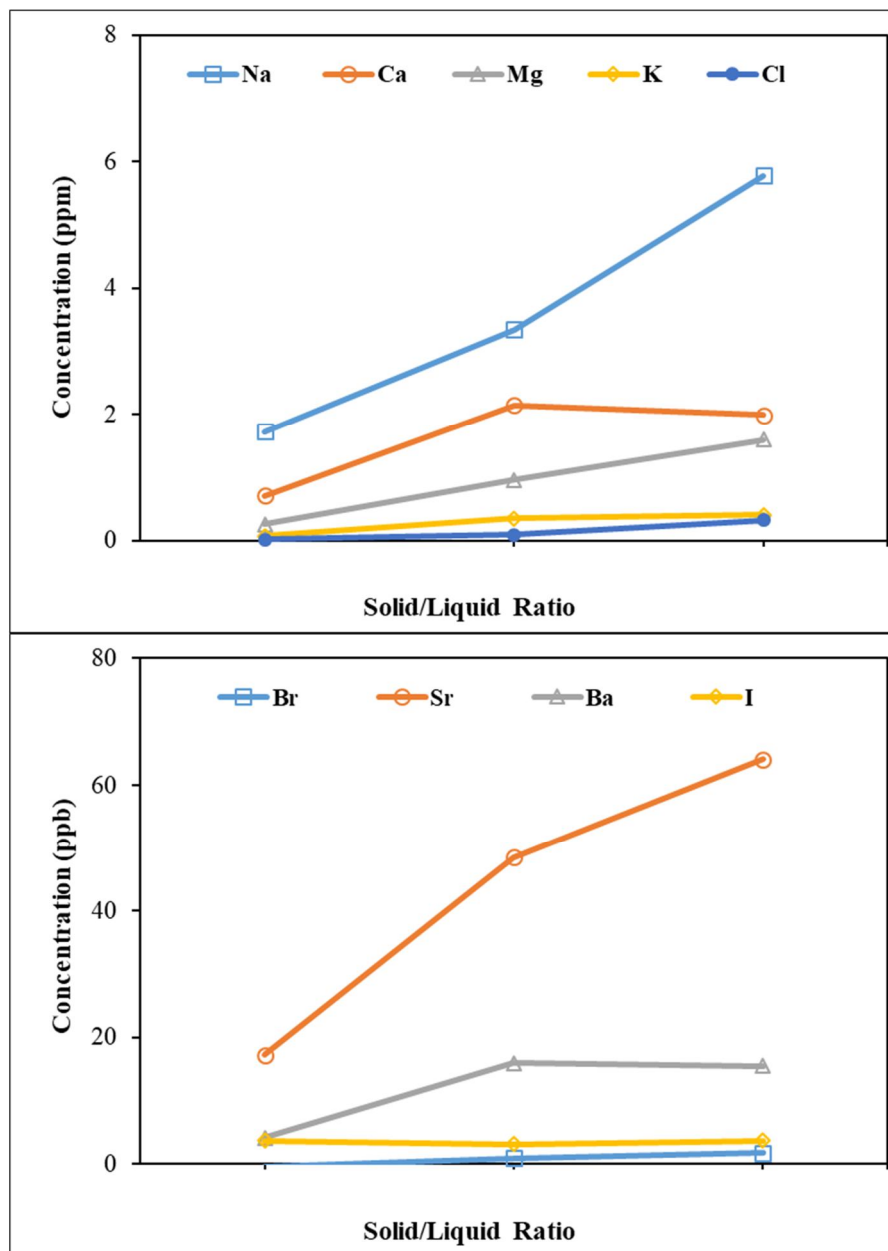 8
Na Ca Mg K Cl
6
4
2
0
Concentration (ppm)
Solid/Liquid Ratio
80
Br Sr Ba I
60
40
20
0
Concentration (ppb)
Solid/Liquid Ratio